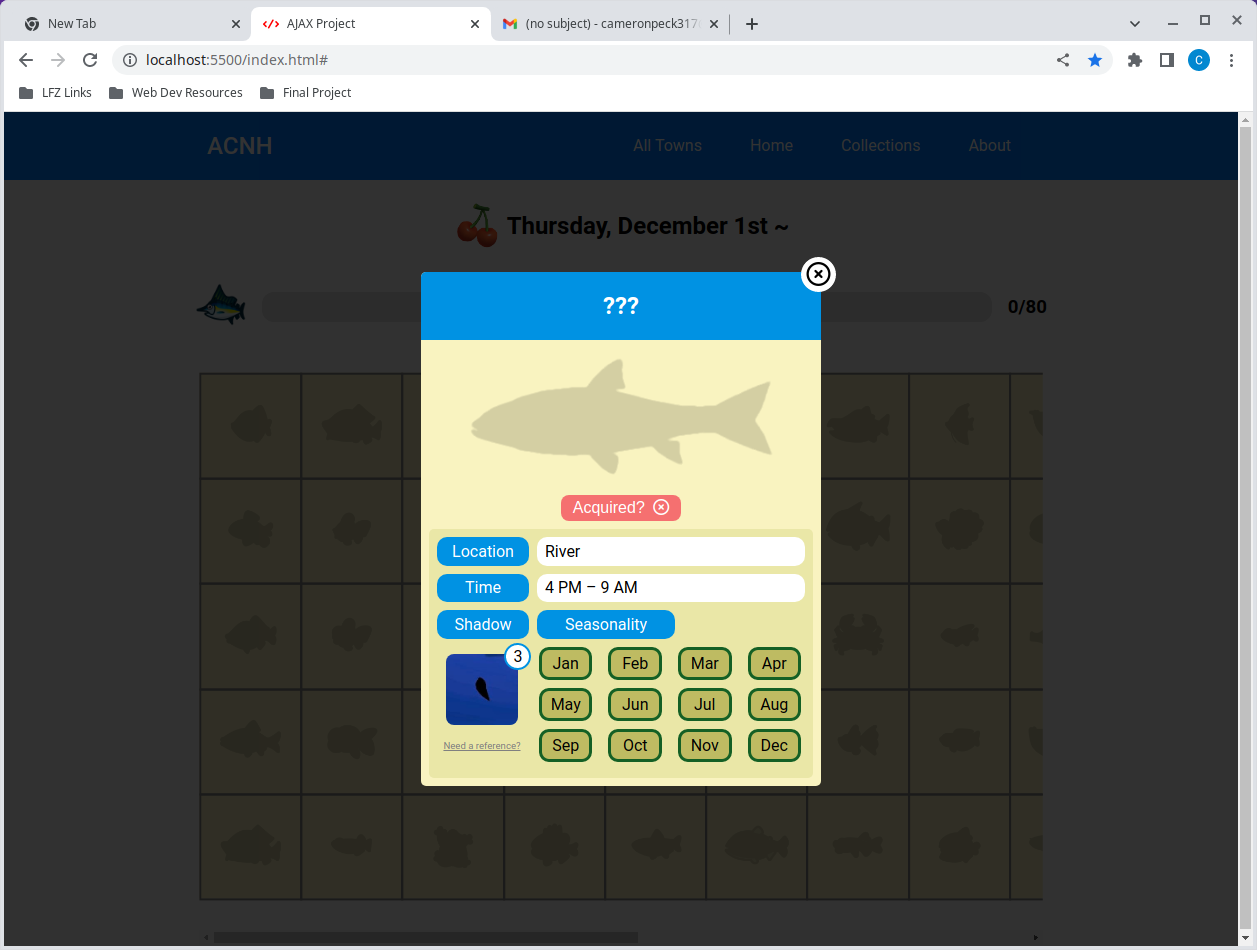 New Tab
AJAX Project
(no subject) - cameronpeck317
localhost:5500/index.html#
C
LFZ Links
Web Dev Resources
Final Project
ACNH
All Towns
Home
Collections
About
Thursday, December 1st ~
0/80
???
Acquired?
Location
River
Time
4 PM – 9 AM
Shadow
Seasonality
3
Jan
Feb
Mar
Apr
May
Jun
Jul
Aug
Need a reference?
Sep
Oct
Nov
Dec